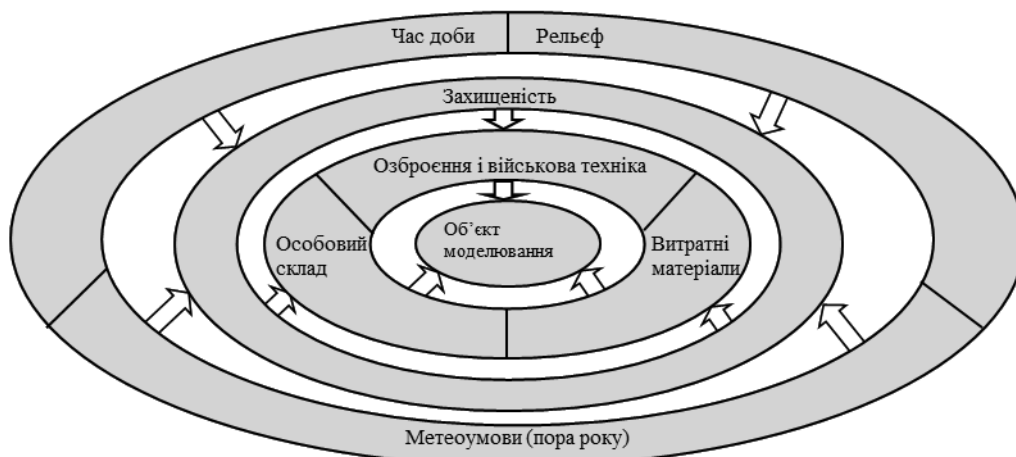 Час доби
Рельєф
Захищеність
Озброєння і військова техніка
Об’єкт
моделювання
Особовий
склад
Витратні
матеріали
Метеоумови (пора року)